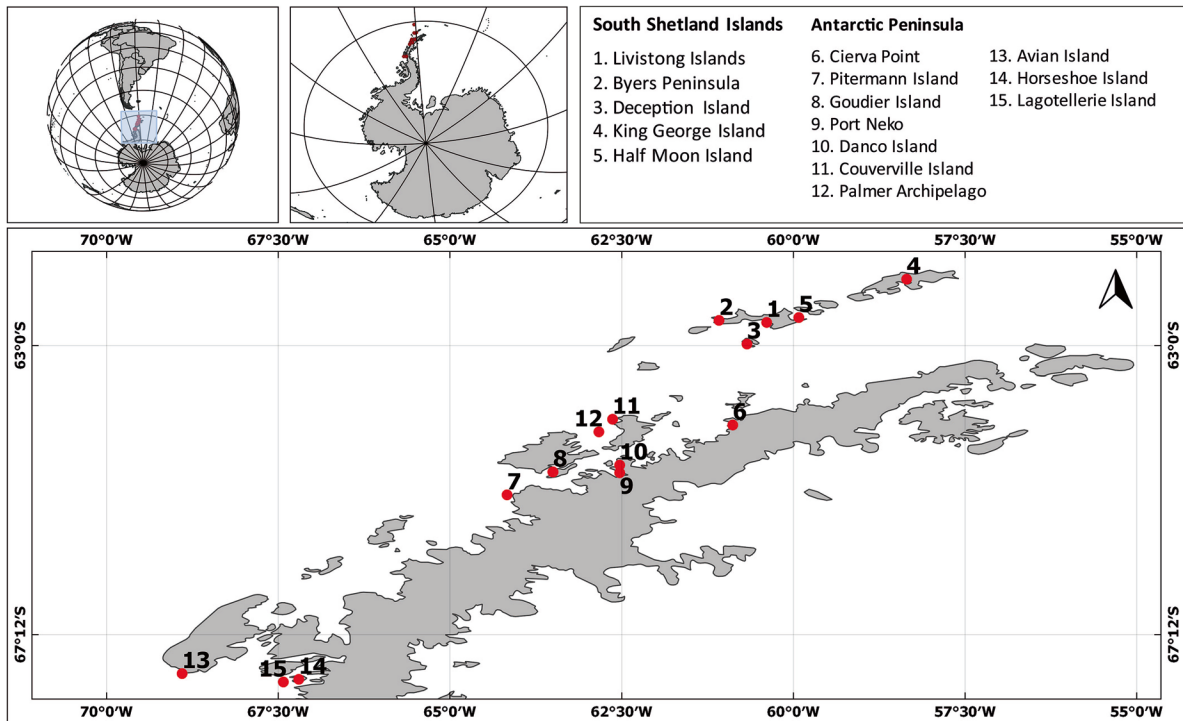 South Shetland Islands
1. Livistong Islands
2. Byers Peninsula
3. Deception Island
4. King George Island
5. Half Moon Island
Antarctic Peninsula
6. Cierva Point
7. Pitermann Island
8. Goudier Island
9. Port Neko
10. Danco Island
11. Couverville Island
12. Palmer Archipelago
13. Avian Island
14. Horseshoe Island
15. Lagotellerie Island
70°0'W 67°30'W 65°0'W 62°30'W 60°0'W 57°30'W 55°0'W
4
2 1 5
3
63°0'S 63°0'S
11
12 6
10
8
9
7
67°12'S 67°12'S
13 15 14
70°0'W 67°30'W 65°0'W 62°30'W 60°0'W 57°30'W 55°0'W